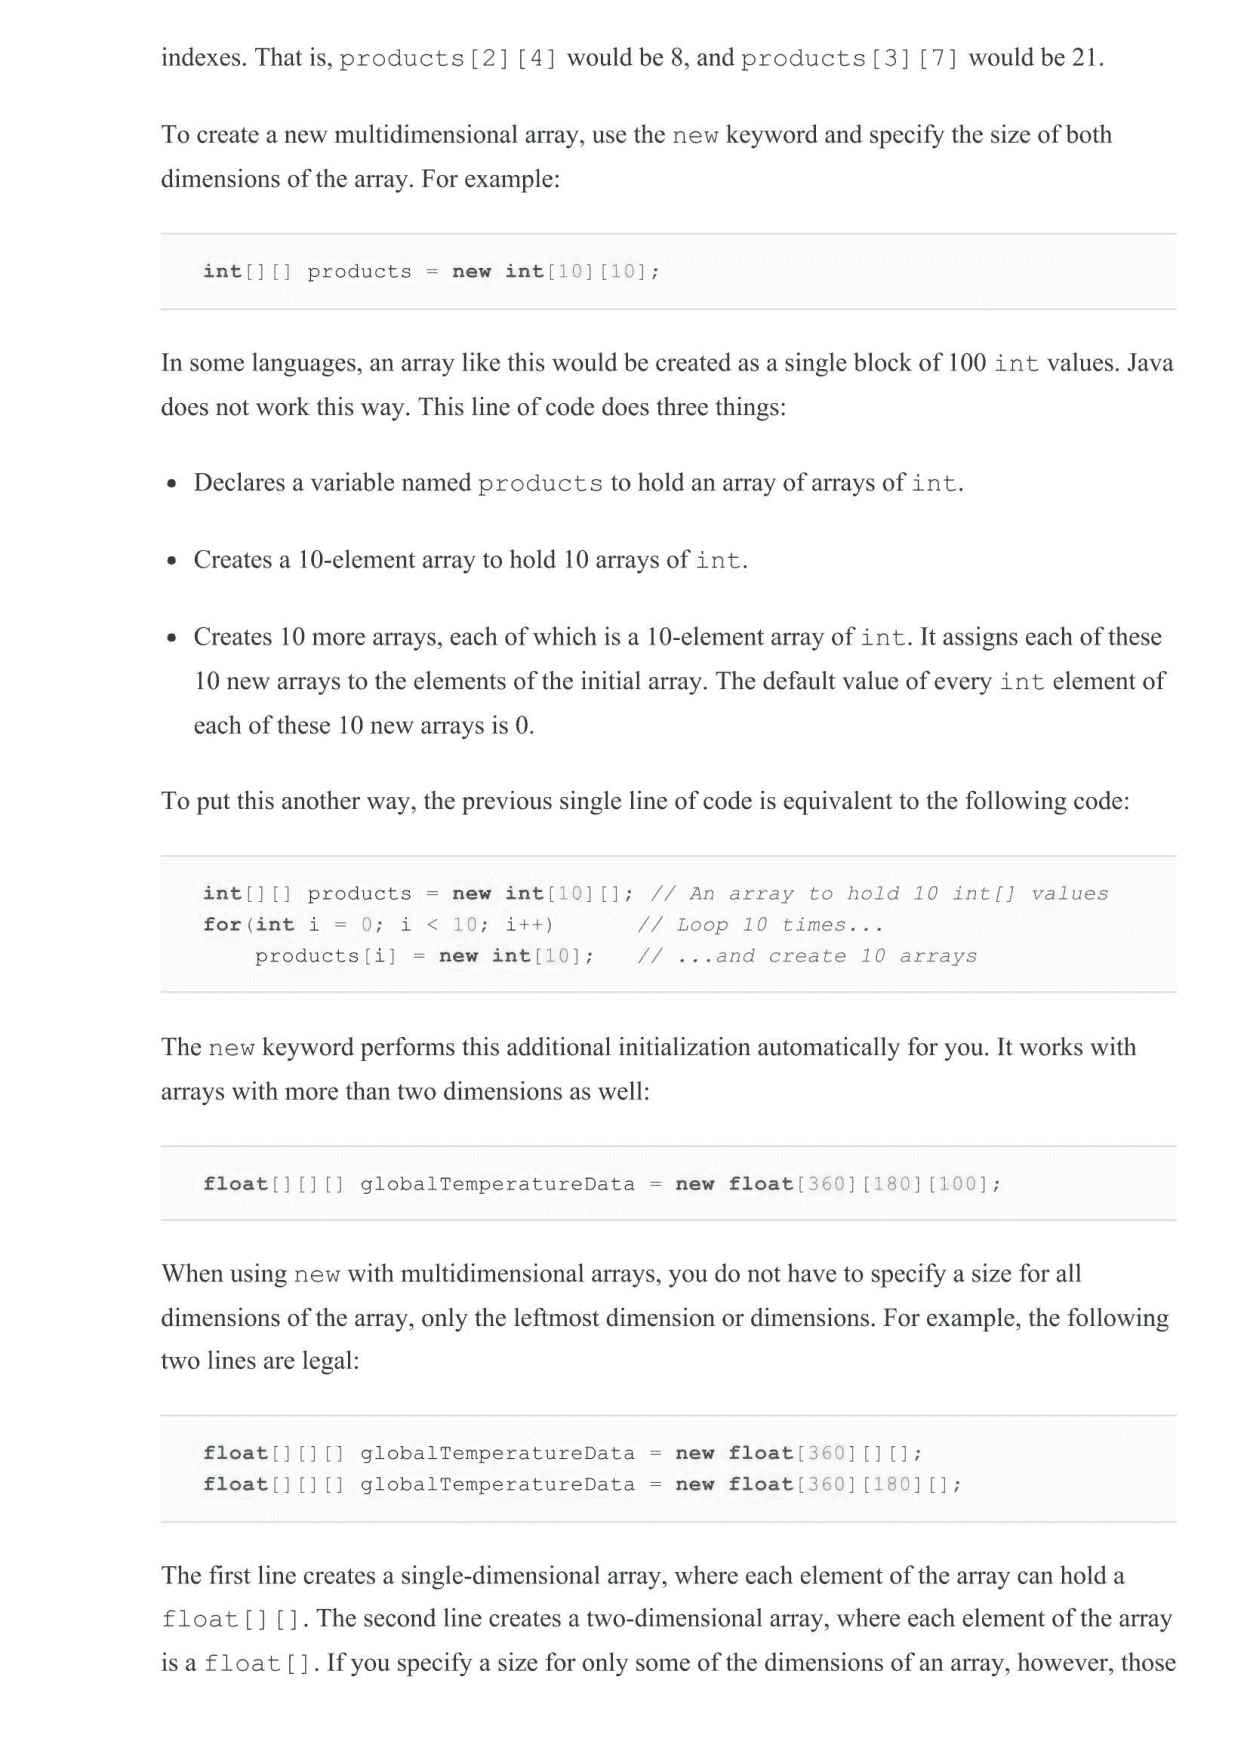 indexes. That is, products[2][4] would be 8, and products[3][7] would be 21.
To create a new multidimensional array, use the new keyword and specify the size of both
dimensions of the array. For example:
int[][] products = new int[10][10];
In some languages, an array like this would be created as a single block of 100 int values. Java
does not work this way. This line of code does three things:
• Declares a variable named products to hold an array of arrays of int.
• Creates a 10-element array to hold 10 arrays of int.
• Creates 10 more arrays, each of which is a 10-element array of int. It assigns each of these
10 new arrays to the elements of the initial array. The default value of every int element of
each of these 10 new arrays is 0.
To put this another way, the previous single line of code is equivalent to the following code:
int[][] products = new int[10][]; // An array to hold 10 int[] values
for(int i = 0; i < 10; i++)      // Loop 10 times...
    products[i] = new int[10];   // ...and create 10 arrays
The new keyword performs this additional initialization automatically for you. It works with
arrays with more than two dimensions as well:
float[][][] globalTemperatureData = new float[360][180][100];
When using new with multidimensional arrays, you do not have to specify a size for all
dimensions of the array, only the leftmost dimension or dimensions. For example, the following
two lines are legal:
float[][][] globalTemperatureData = new float[360][][];
float[][][] globalTemperatureData = new float[360][180][];
The first line creates a single-dimensional array, where each element of the array can hold a
float[][]. The second line creates a two-dimensional array, where each element of the array
is a float[]. If you specify a size for only some of the dimensions of an array, however, those